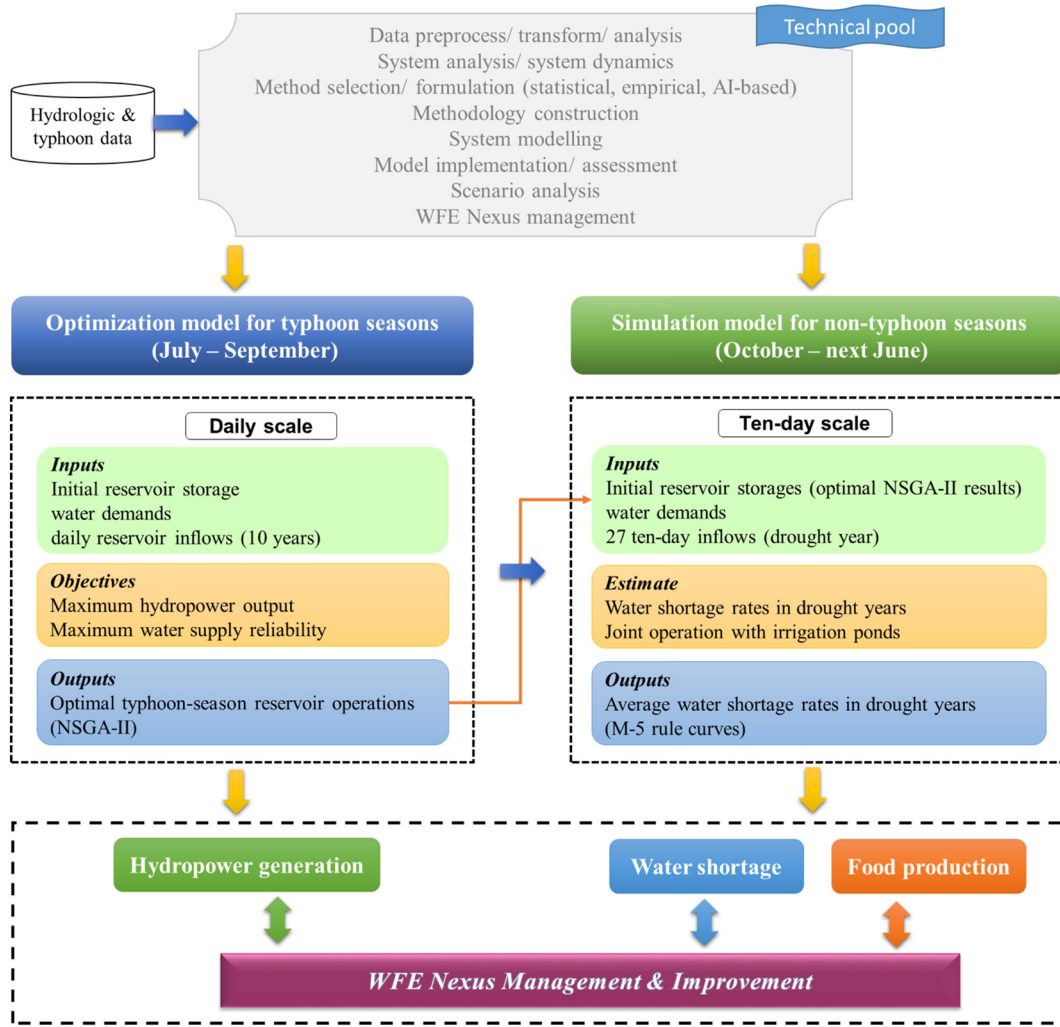 Technical pool
Data preprocess/ transform/ analysis
System analysis/ system dynamics
Method selection/ formulation (statistical, empirical, AI-based)
Methodology construction
System modelling
Model implementation/ assessment
Scenario analysis
WFE Nexus management
Hydrologic &
typhoon data
Optimization model for typhoon seasons
(July – September)
Simulation model for non-typhoon seasons
(October – next June)
Daily scale
Inputs
Initial reservoir storage
water demands
daily reservoir inflows (10 years)
Objectives
Maximum hydropower output
Maximum water supply reliability
Outputs
Optimal typhoon-season reservoir operations
(NSGA-II)
Ten-day scale
Inputs
Initial reservoir storages (optimal NSGA-II results)
water demands
27 ten-day inflows (drought year)
Estimate
Water shortage rates in drought years
Joint operation with irrigation ponds
Outputs
Average water shortage rates in drought years
(M-5 rule curves)
Hydropower generation
Water shortage
Food production
WFE Nexus Management & Improvement